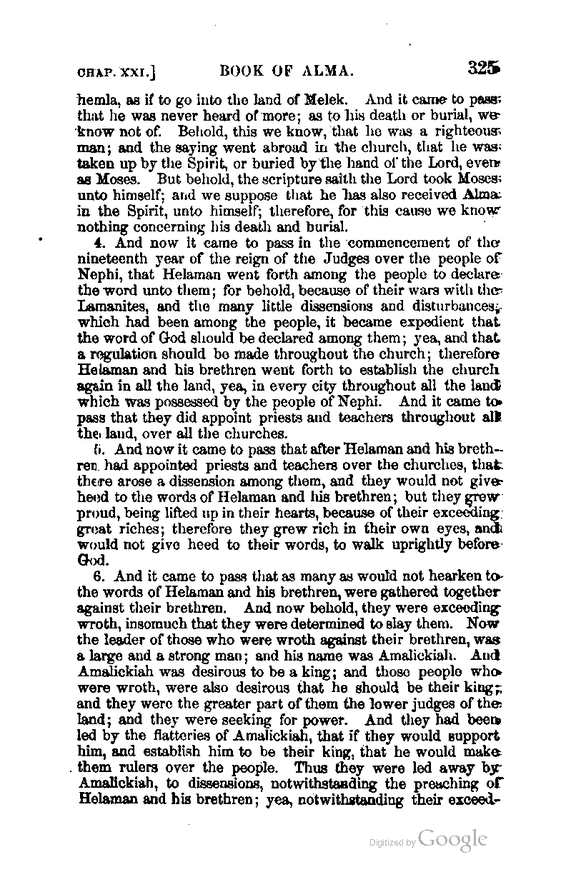 CHAP. XXI.] BOOK OF ALMA. 325
hemla, as if to go into the land of Melek. And it came to pass
that he was never heard of more; as to his death or burial, we
know not of. Behold, this we know, that he was a righteous
man; and the saying went abroad in the church, that he was
taken up by the Spirit, or buried by the hand of the Lord, even
as Moses. But behold, the scripture saith the Lord took Moses
unto himself; and we suppose that he has also received Alma
in the Spirit, unto himself; therefore, for this cause we know
nothing concerning his death and burial.
4. And now it came to pass in the commencement of the
nineteenth year of the reign of the Judges over the people of
Nephi, that Helaman went forth among the people to declare
the word unto them; for behold, because of their wars with the
Lamanites, and the many little dissensions and disturbances,
which had been among the people, it became expedient that
the word of God should be declared among them; yea, and that
a regulation should be made throughout the church; therefore
Helaman and his brethren went forth to establish the church
again in all the land, yea, in every city throughout all the land
which was possessed by the people of Nephi. And it came to
pass that they did appoint priests and teachers throughout all
the land, over all the churches.
5. And now it came to pass that after Helaman and his breth-
ren had appointed priests and teachers over the churches, that
there arose a dissension among them, and they would not give
heed to the words of Helaman and his brethren; but they grew
proud, being lifted up in their hearts, because of their exceeding
great riches; therefore they grew rich in their own eyes, and
would not give heed to their words, to walk uprightly before
God.
6. And it came to pass that as many as would not hearken to
the words of Helaman and his brethren, were gathered together
against their brethren. And now behold, they were exceeding
wroth, insomuch that they were determined to slay them. Now
the leader of those who were wroth against their brethren, was
a large and a strong man; and his name was Amalickiah. And
Amalickiah was desirous to be a king; and those people who
were wroth, were also desirous that he should be their king;
and they were the greater part of them the lower judges of the
land; and they were seeking for power. And they had been
led by the flatteries of Amalickiah, that if they would support
him, and establish him to be their king, that he would make
them rulers over the people. Thus they were led away by
Amalickiah, to dissensions, notwithstanding the preaching of
Helaman and his brethren; yea, notwithstanding their exceed-
Digitized by Google